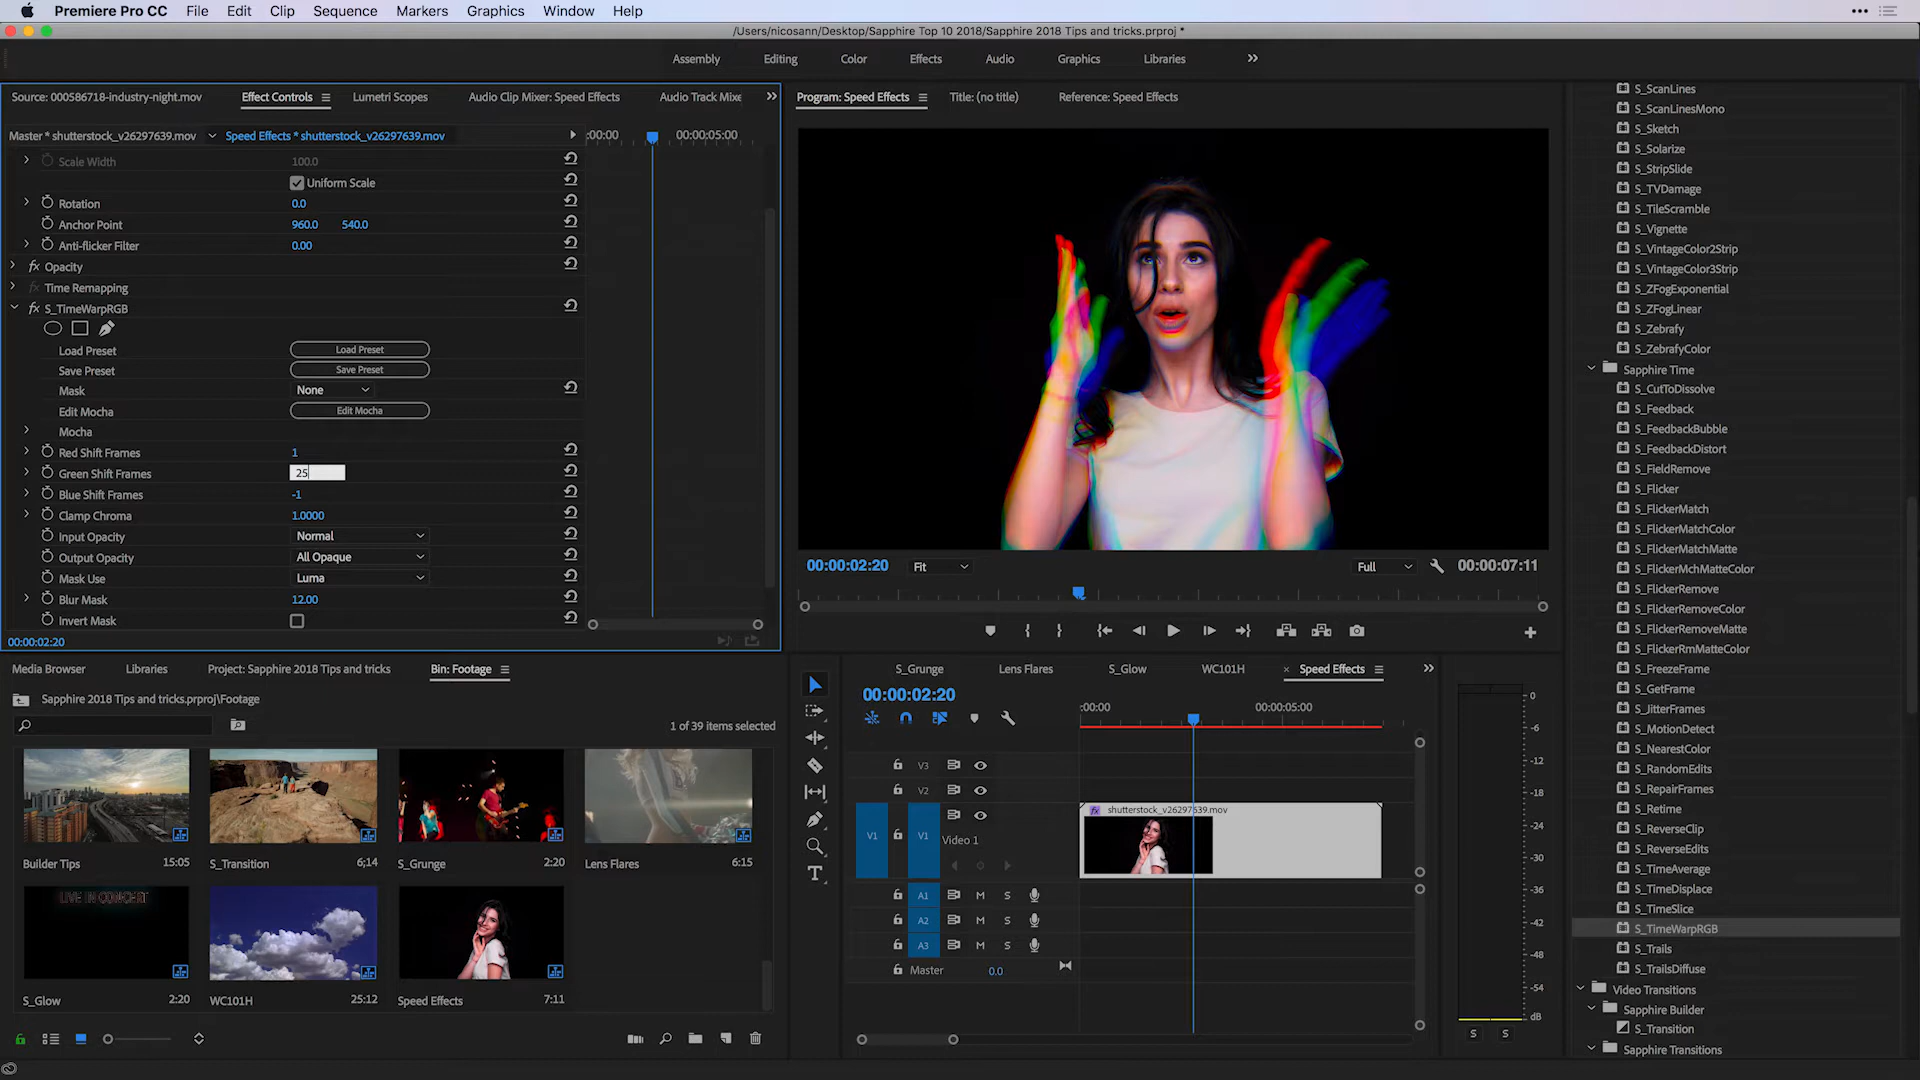 Premiere Pro CC File Edit Clip Sequence Markers Graphics Window Help
/Users/nicosann/Desktop/Sapphire Top 10 2018/Sapphire 2018 Tips and tricks.prproj *
Assembly Editing Color Effects Audio Graphics Libraries
Source: 000586718-industry-night.mov Effect Controls Lumetri Scopes Audio Clip Mixer: Speed Effects Audio Track Mixe
Master * shutterstock_v26297639.mov Speed Effects * shutterstock_v26297639.mov
:00:00 00:00:05:00
Scale Width 100.0
Uniform Scale
Rotation 0.0
Anchor Point 960.0 540.0
Anti-flicker Filter 0.00
fx Opacity
Time Remapping
fx S_TimeWarpRGB
Load Preset Load Preset
Save Preset Save Preset
Mask None
Edit Mocha Edit Mocha
Mocha
Red Shift Frames 1
Green Shift Frames 25
Blue Shift Frames -1
Clamp Chroma 1.0000
Input Opacity Normal
Output Opacity All Opaque
Mask Use Luma
Blur Mask 12.00
Invert Mask
00:00:02:20
Program: Speed Effects Title: (no title) Reference: Speed Effects
00:00:02:20 Fit Full 00:00:07:11
S_ScanLines
S_ScanLinesMono
S_Sketch
S_Solarize
S_StripSlide
S_TVDamage
S_TileScramble
S_Vignette
S_VintageColor2Strip
S_VintageColor3Strip
S_ZFogExponential
S_ZFogLinear
S_Zebrafy
S_ZebrafyColor
Sapphire Time
S_CutToDissolve
S_Feedback
S_FeedbackBubble
S_FeedbackDistort
S_FieldRemove
S_Flicker
S_FlickerMatch
S_FlickerMatchColor
S_FlickerMatchMatte
S_FlickerMchMatteColor
S_FlickerRemove
S_FlickerRemoveColor
S_FlickerRemoveMatte
S_FlickerRmMatteColor
S_FreezeFrame
S_GetFrame
S_JitterFrames
S_MotionDetect
S_NearestColor
S_RandomEdits
S_RepairFrames
S_Retime
S_ReverseClip
S_ReverseEdits
S_TimeAverage
S_TimeDisplace
S_TimeSlice
S_TimeWarpRGB
S_Trails
S_TrailsDiffuse
Video Transitions
Sapphire Builder
S_Transition
Sapphire Transitions
Media Browser Libraries Project: Sapphire 2018 Tips and tricks Bin: Footage
Sapphire 2018 Tips and tricks.prproj\Footage
1 of 39 items selected
Builder Tips 15:05
S_Transition 6;14
S_Grunge 2:20
Lens Flares 6:15
LIVE IN CONCERT
S_Glow 2:20
WC101H 25:12
Speed Effects 7:11
S_Grunge Lens Flares S_Glow WC101H × Speed Effects
00:00:02:20
:00:00 00:00:05:00
V3
V2
fx shutterstock_v26297639.mov
V1 V1 Video 1
A1 M S
A2 M S
A3 M S
Master 0.0
0
-6
-12
-18
-24
-30
-36
-42
-48
-54
dB
S S